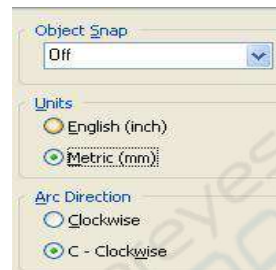 Object Snap
Off
Units
English (inch)
Metric (mm)
Arc Direction
Clockwise
C - Clockwise